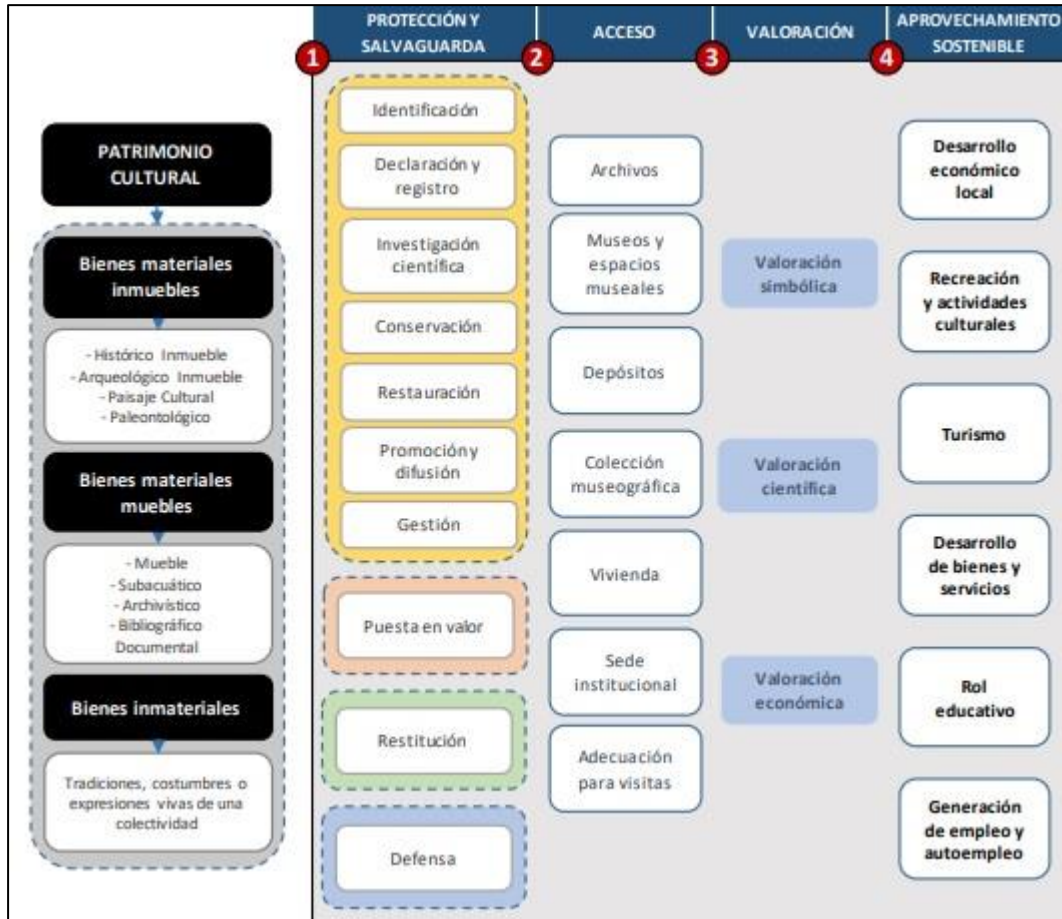 PROTECCIÓN Y
SALVAGUARDA
ACCESO
VALORACIÓN
APROVECHAMIENTO
SOSTENIBLE
1
2
3
4
PATRIMONIO
CULTURAL
Bienes materiales
inmuebles
- Histórico Inmueble
- Arqueológico Inmueble
- Paisaje Cultural
- Paleontológico
Bienes materiales
muebles
- Mueble
- Subacuático
- Archivístico
- Bibliográfico
Documental
Bienes inmateriales
Tradiciones, costumbres o
expresiones vivas de una
colectividad
Identificación
Declaración y
registro
Investigación
científica
Conservación
Restauración
Promoción y
difusión
Gestión
Puesta en valor
Restitución
Defensa
Archivos
Museos y
espacios
museales
Depósitos
Colección
museográfica
Vivienda
Sede
institucional
Adecuación
para visitas
Valoración
simbólica
Valoración
científica
Valoración
económica
Desarrollo
económico
local
Recreación
y actividades
culturales
Turismo
Desarrollo
de bienes y
servicios
Rol
educativo
Generación
de empleo y
autoempleo